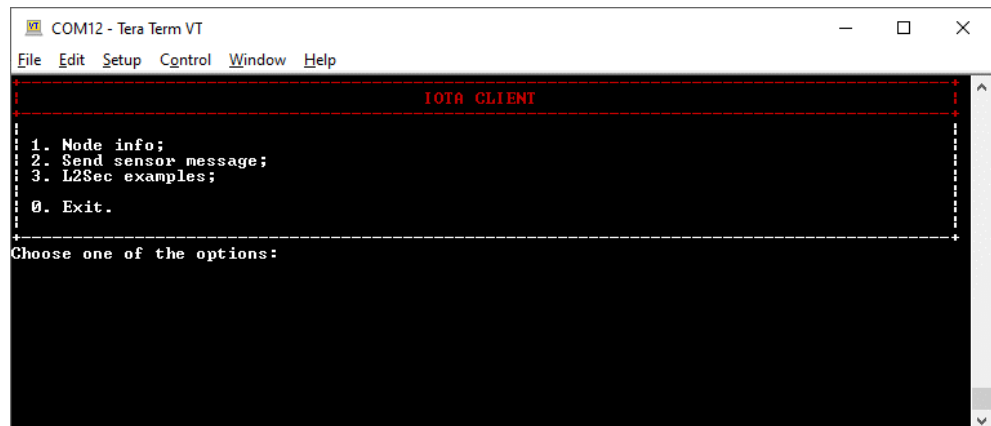 COM12 - Tera Term VT
File Edit Setup Control Window Help
IOTA CLIENT
1. Node info;
2. Send sensor message;
3. L2Sec examples;
0. Exit.
Choose one of the options: